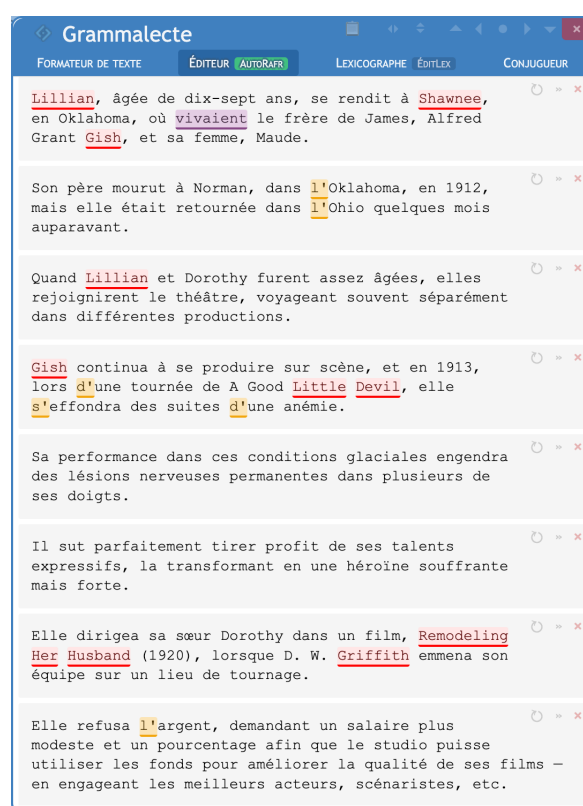 Grammalecte
Formateur de texte Éditeur AutoRafr Lexicographe ÉditLex Conjugueur
Lillian, âgée de dix-sept ans, se rendit à Shawnee,
en Oklahoma, où vivaient le frère de James, Alfred
Grant Gish, et sa femme, Maude.
Son père mourut à Norman, dans l'Oklahoma, en 1912,
mais elle était retournée dans l'Ohio quelques mois
auparavant.
Quand Lillian et Dorothy furent assez âgées, elles
rejoignirent le théâtre, voyageant souvent séparément
dans différentes productions.
Gish continua à se produire sur scène, et en 1913,
lors d'une tournée de A Good Little Devil, elle
s'effondra des suites d'une anémie.
Sa performance dans ces conditions glaciales engendra
des lésions nerveuses permanentes dans plusieurs de
ses doigts.
Il sut parfaitement tirer profit de ses talents
expressifs, la transformant en une héroïne souffrante
mais forte.
Elle dirigea sa sœur Dorothy dans un film, Remodeling
Her Husband (1920), lorsque D. W. Griffith emmena son
équipe sur un lieu de tournage.
Elle refusa l'argent, demandant un salaire plus
modeste et un pourcentage afin que le studio puisse
utiliser les fonds pour améliorer la qualité de ses films —
en engageant les meilleurs acteurs, scénaristes, etc.